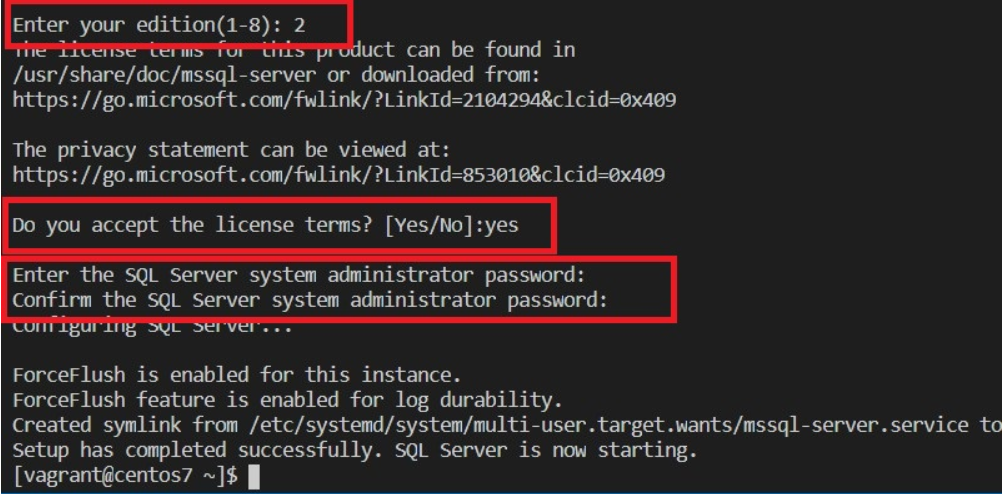 Enter your edition(1-8): 2
The license terms for this product can be found in
/usr/share/doc/mssql-server or downloaded from:
https://go.microsoft.com/fwlink/?LinkId=2104294&clcid=0x409
The privacy statement can be viewed at:
https://go.microsoft.com/fwlink/?LinkId=853010&clcid=0x409
Do you accept the license terms? [Yes/No]:yes
Enter the SQL Server system administrator password:
Confirm the SQL Server system administrator password:
Configuring SQL Server...
ForceFlush is enabled for this instance.
ForceFlush feature is enabled for log durability.
Created symlink from /etc/systemd/system/multi-user.target.wants/mssql-server.service to
Setup has completed successfully. SQL Server is now starting.
[vagrant@centos7 ~]$